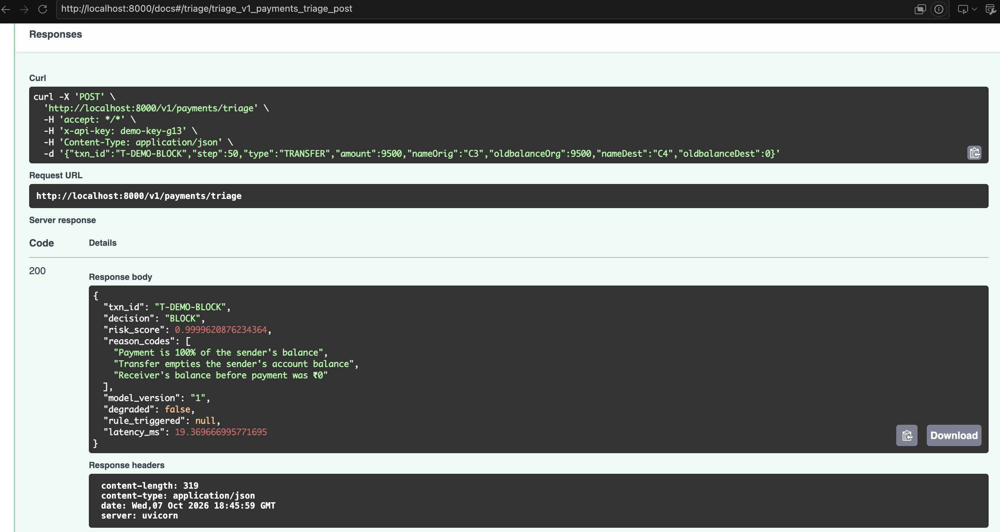 http://localhost:8000/docs#/triage/triage_v1_payments_triage_post
Responses
Curl
curl -X 'POST' \
  'http://localhost:8000/v1/payments/triage' \
  -H 'accept: */*' \
  -H 'x-api-key: demo-key-g13' \
  -H 'Content-Type: application/json' \
  -d '{"txn_id":"T-DEMO-BLOCK","step":50,"type":"TRANSFER","amount":9500,"nameOrig":"C3","oldbalanceOrg":9500,"nameDest":"C4","oldbalanceDest":0}'
Request URL
http://localhost:8000/v1/payments/triage
Server response
Code Details
200
Response body
{
  "txn_id": "T-DEMO-BLOCK",
  "decision": "BLOCK",
  "risk_score": 0.9999620876234364,
  "reason_codes": [
    "Payment is 100% of the sender's balance",
    "Transfer empties the sender's account balance",
    "Receiver's balance before payment was ₹0"
  ],
  "model_version": "1",
  "degraded": false,
  "rule_triggered": null,
  "latency_ms": 19.369666995771695
}
Download
Response headers
content-length: 319
content-type: application/json
date: Wed,07 Oct 2026 18:45:59 GMT
server: uvicorn